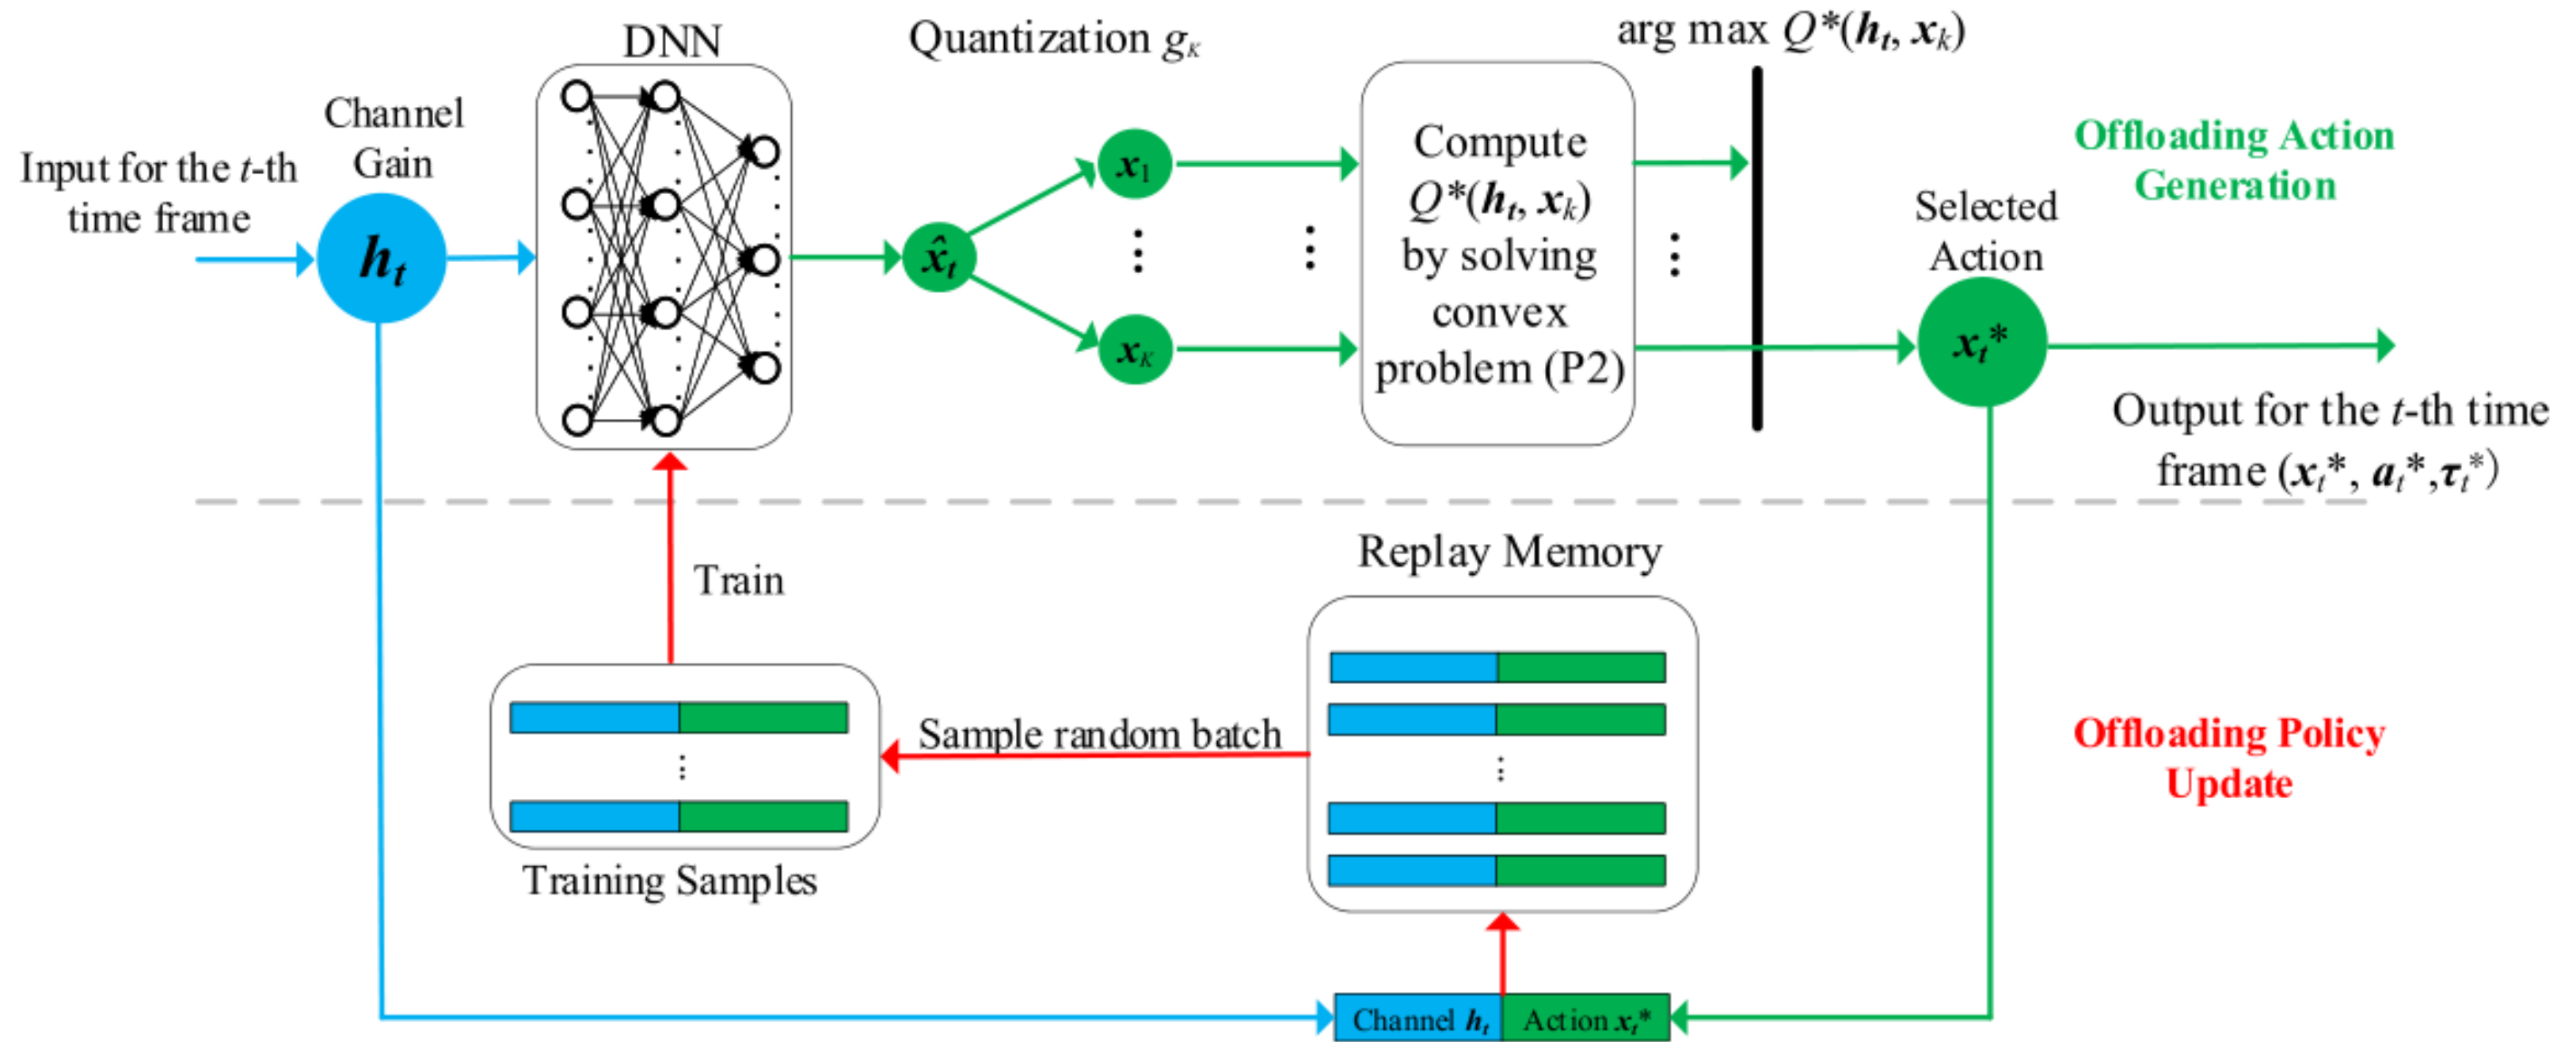 Input for the t-th
time frame
Channel
Gain
h_t
DNN
Quantization g_K
x̂_t
x_1
⋮
x_K
⋮
Compute
Q*(h_t, x_k)
by solving
convex
problem (P2)
⋮
arg max Q*(h_t, x_k)
Offloading Action
Generation
Selected
Action
x_t*
Output for the t-th time
frame (x_t*, a_t*,τ_t*)
Train
Training Samples
Sample random batch
Replay Memory
Offloading Policy
Update
Channel h_t
Action x_t*